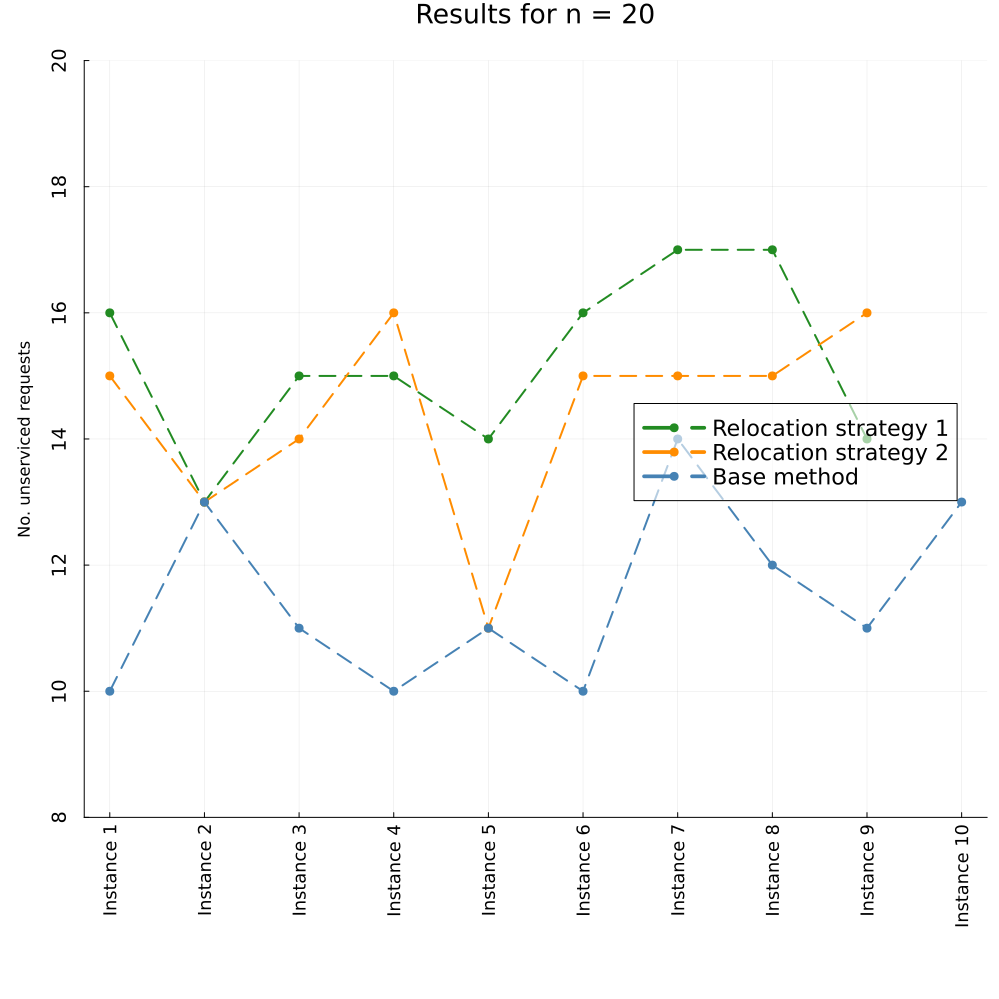 Results for n = 20
No. unserviced requests
20
18
16
14
12
10
8
Relocation strategy 1
Relocation strategy 2
Base method
Instance 1
Instance 2
Instance 3
Instance 4
Instance 5
Instance 6
Instance 7
Instance 8
Instance 9
Instance 10